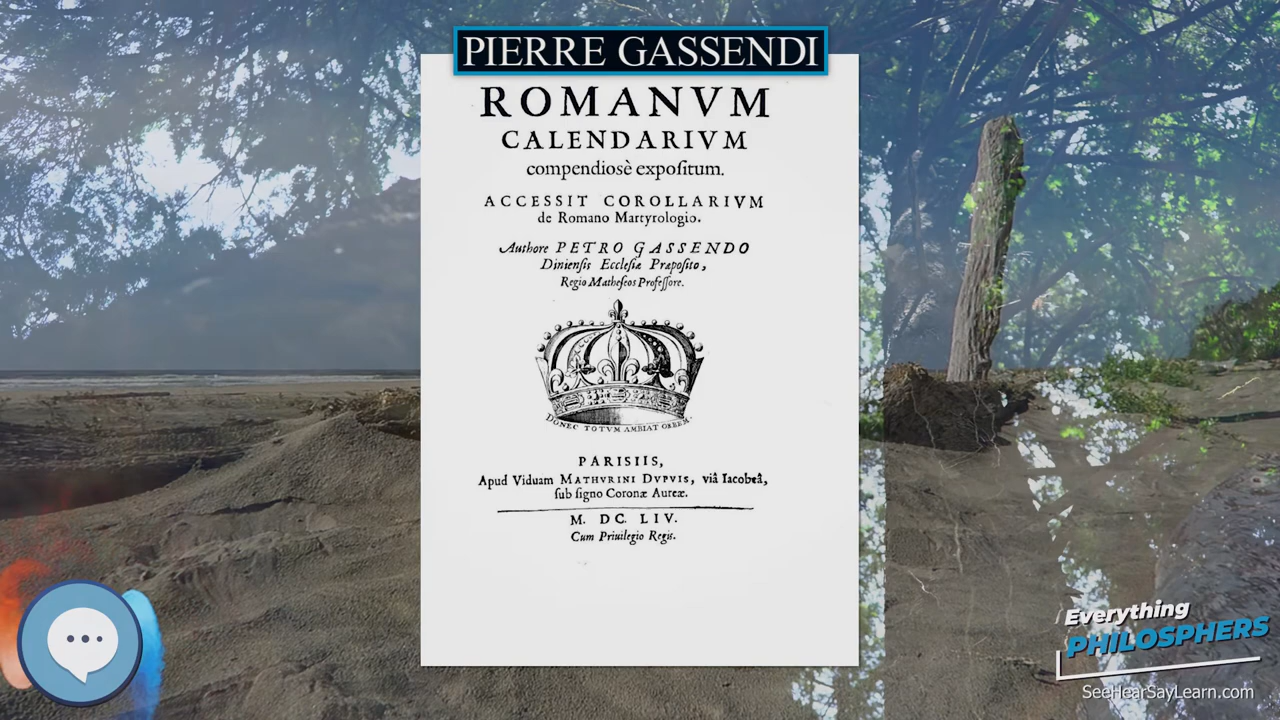 PIERRE GASSENDI
ROMANVM
CALENDARIVM
compendiosè expoſitum.
ACCESSIT COROLLARIVM
de Romano Martyrologio.
Authore PETRO GASSENDO
Dinienſis Eccleſiæ Præpoſito,
Regio Matheſeos Profeſſore.
DONEC TOTVM AMBIAT ORBEM
PARISIIS,
Apud Viduam MATHVRINI DVPVIS, viâ Iacobeâ,
ſub ſigno Coronæ Aureæ.
M. DC. LIV.
Cum Priuilegio Regis.
Everything
PHILOSPHERS
SeeHearSayLearn.com